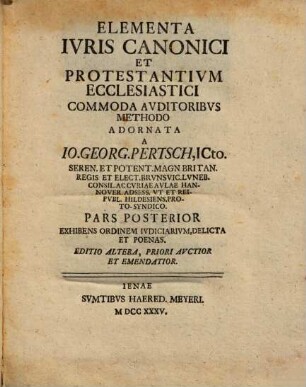 ELEMENTA
IVRIS CANONICI
ET
PROTESTANTIVM
ECCLESIASTICI
COMMODA AVDITORIBVS
METHODO
ADORNATA
A
IO.GEORG.PERTSCH, ICto.
SEREN. ET POTENT. MAGN BRITAN.
REGIS ET ELECT. BRVNSVIC. LVNEB.
CONSIL. AC CVRIAE AVLAE HAN-
NOVER. ADSESS. VT ET REI-
PVBL. HILDESIENS. PRO-
TO-SYNDICO.
PARS POSTERIOR
EXHIBENS ORDINEM IVDICIARIVM, DELICTA
ET POENAS.
EDITIO ALTERA, PRIORI AVCTIOR
ET EMENDATIOR.
IENAE
SVMTIBVS HAERED. MEYERI.
M DCC XXXV.